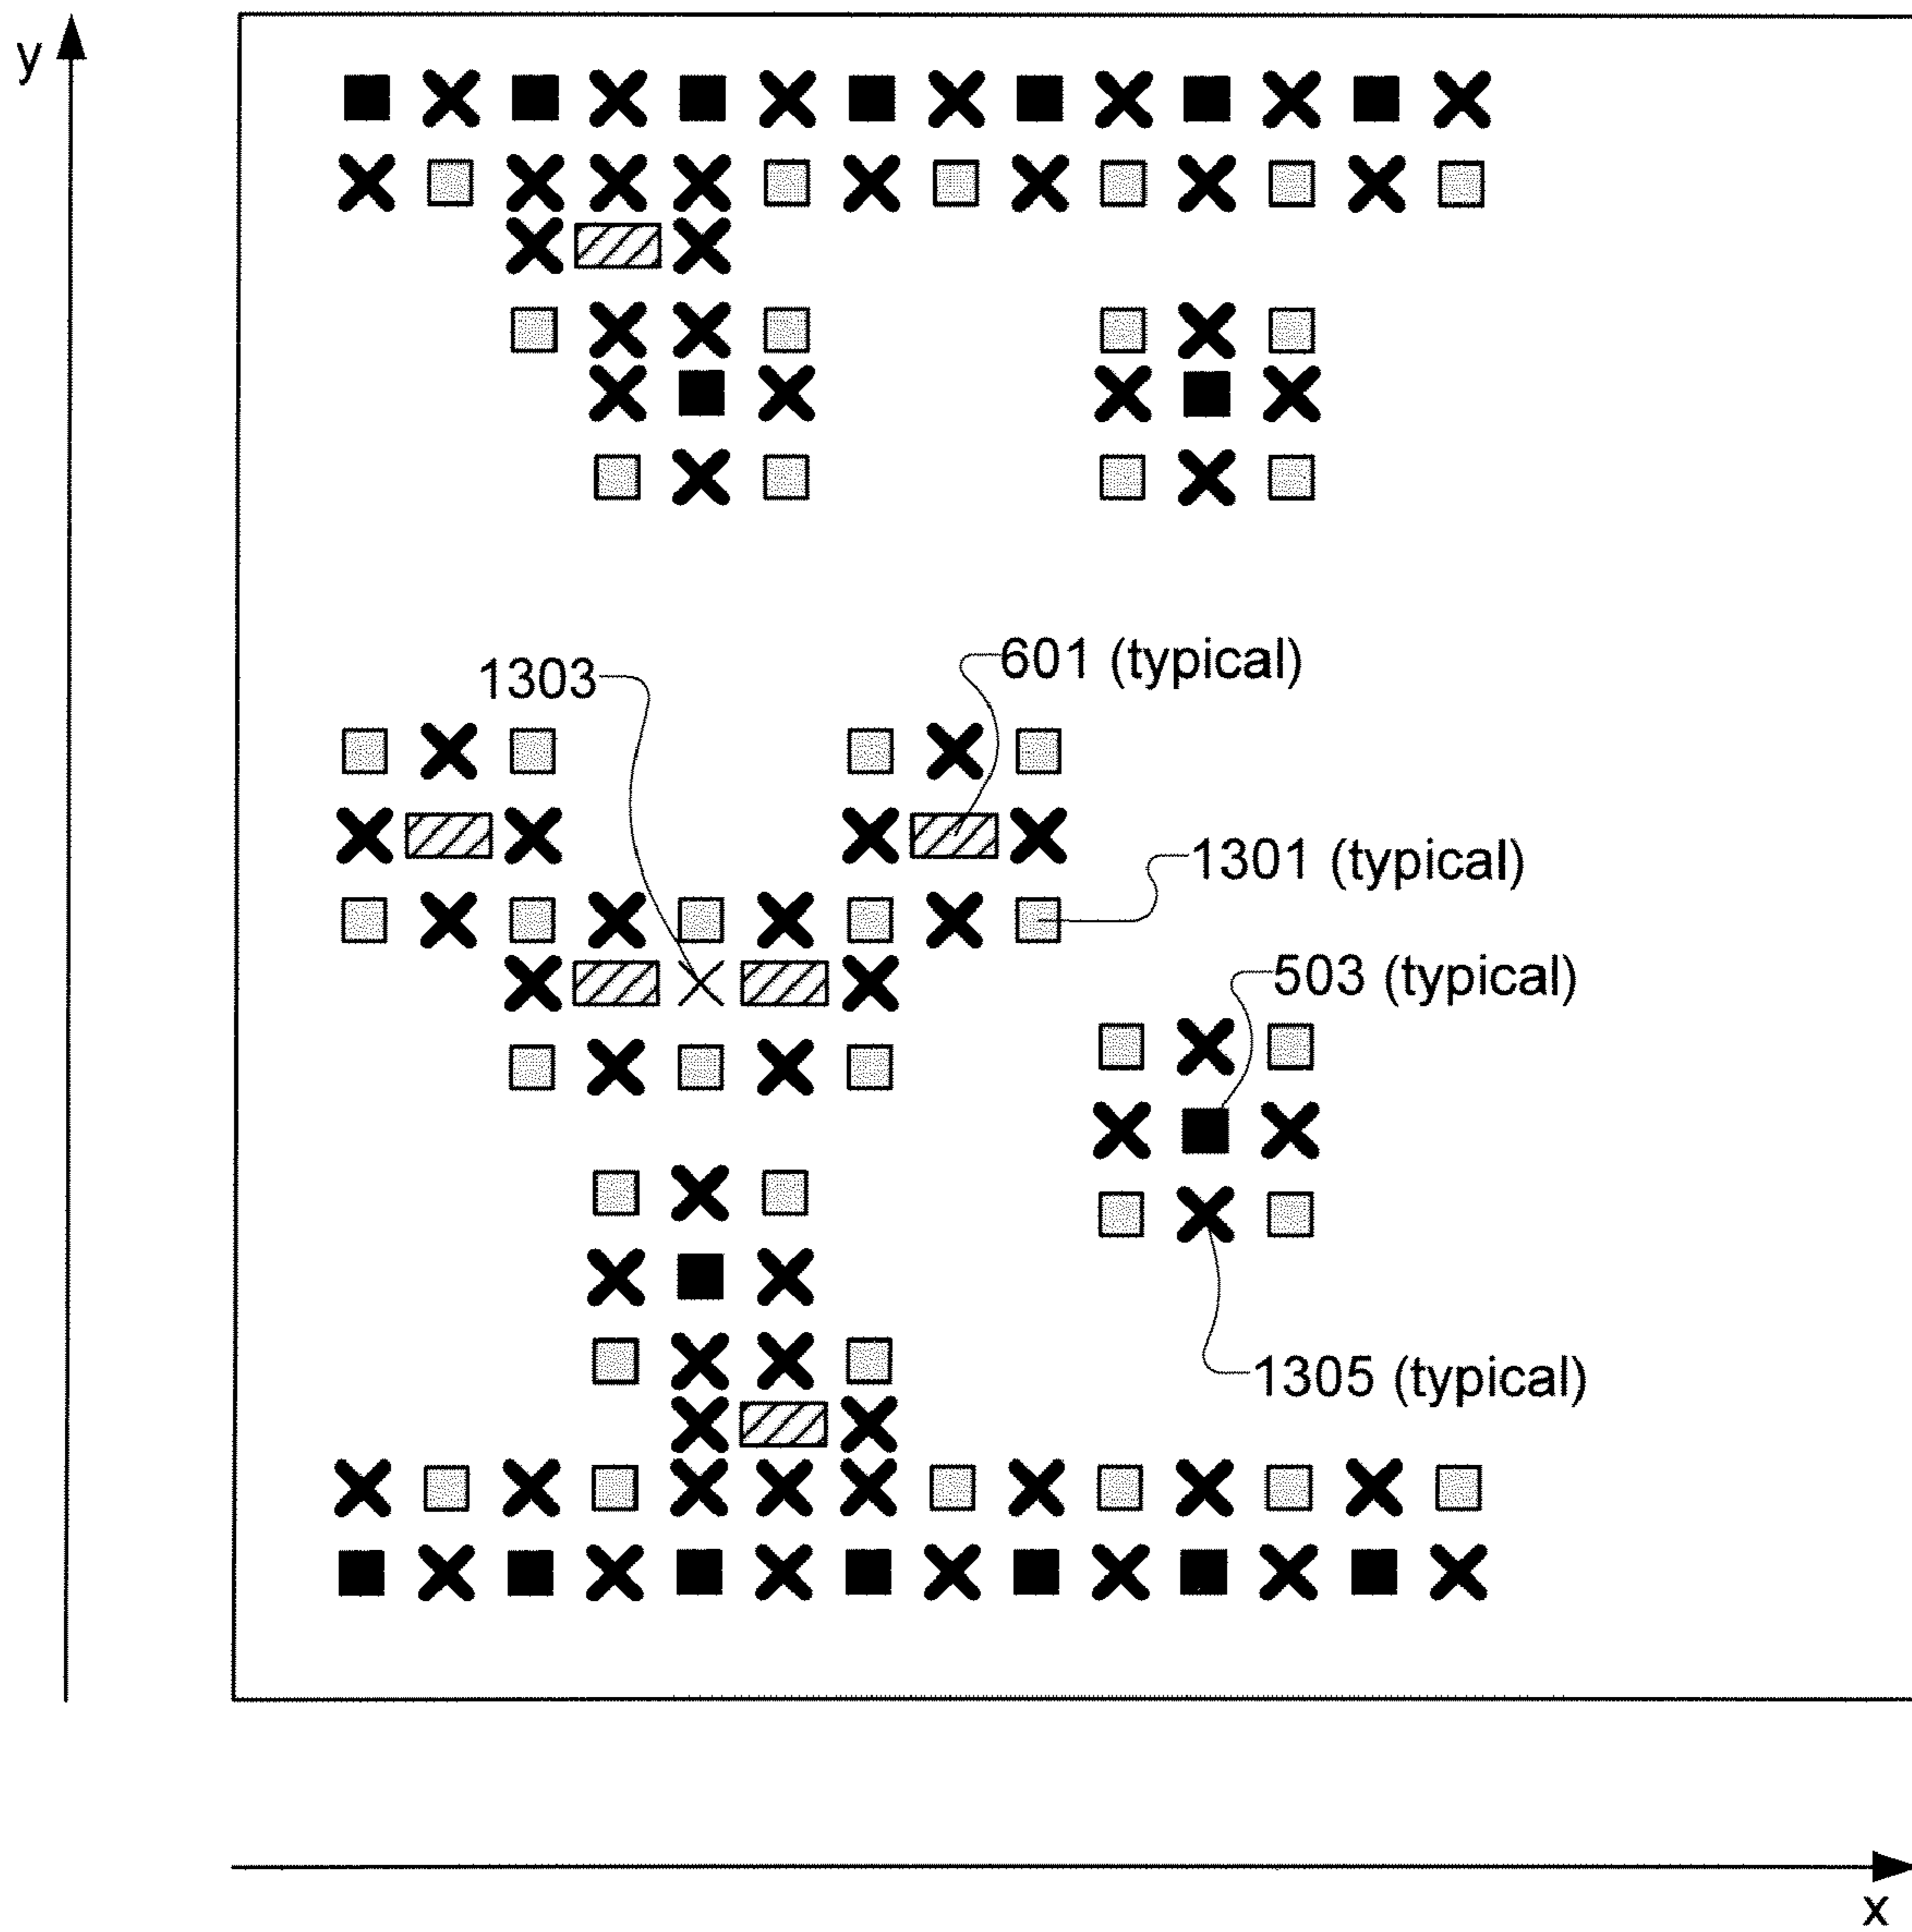 y
601 (typical)
1303
1301 (typical)
503 (typical)
1305 (typical)
x